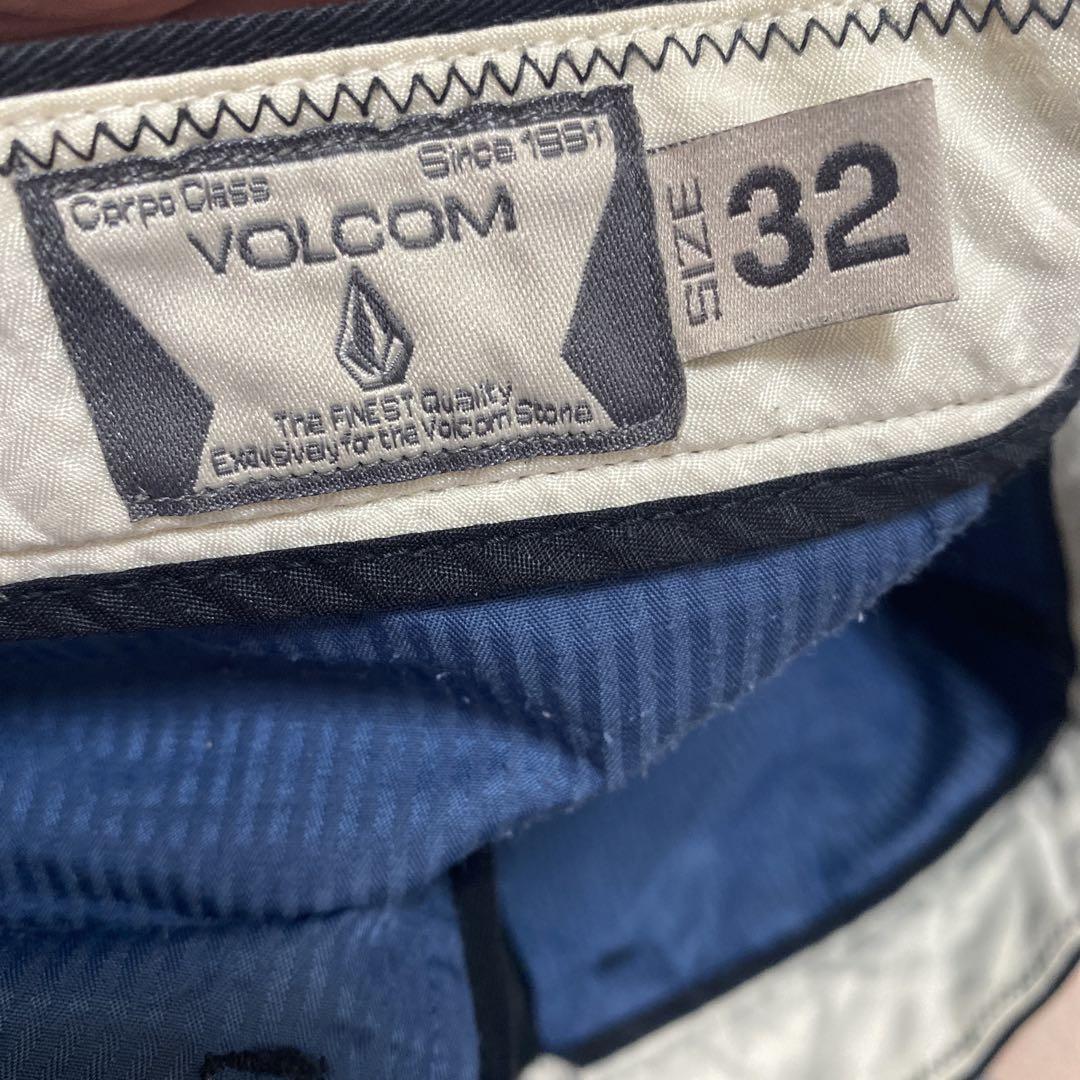 Corpo Class Since 1991
VOLCOM
The FINEST Quality
Exclusively for the Volcom Stone
SIZE 32